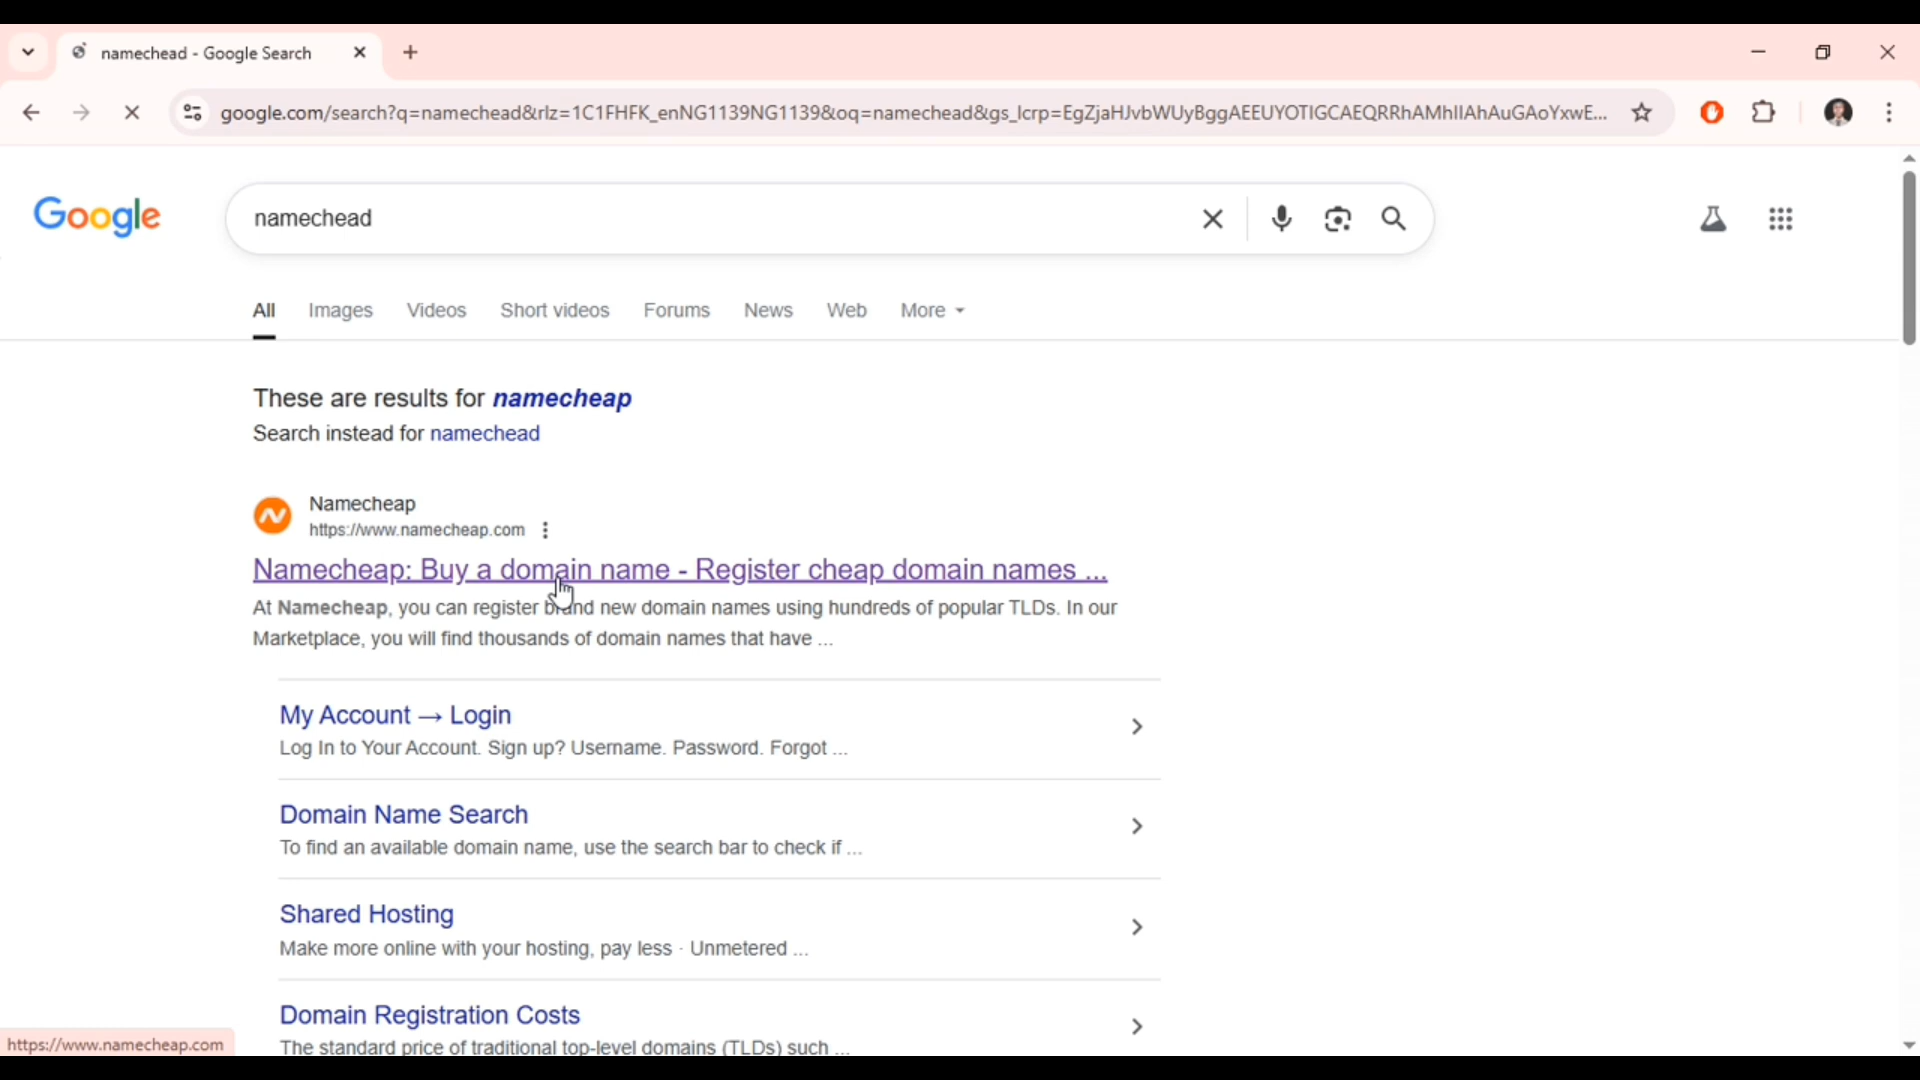 namechead - Google Search
google.com/search?q=namechead&rlz=1C1FHFK_enNG1139NG1139&oq=namechead&gs_lcrp=EgZjaHJvbWUyBggAEEUYOTIGCAEQRRhAMhIIAhAuGAoYxwE...
Google
namechead
All Images Videos Short videos Forums News Web More
These are results for namecheap
Search instead for namechead
Namecheap
https://www.namecheap.com
Namecheap: Buy a domain name - Register cheap domain names ...
At Namecheap, you can register brand new domain names using hundreds of popular TLDs. In our
Marketplace, you will find thousands of domain names that have ...
My Account → Login
Log In to Your Account. Sign up? Username. Password. Forgot ...
Domain Name Search
To find an available domain name, use the search bar to check if ...
Shared Hosting
Make more online with your hosting, pay less · Unmetered ...
Domain Registration Costs
The standard price of traditional top-level domains (TLDs) such ...
https://www.namecheap.com